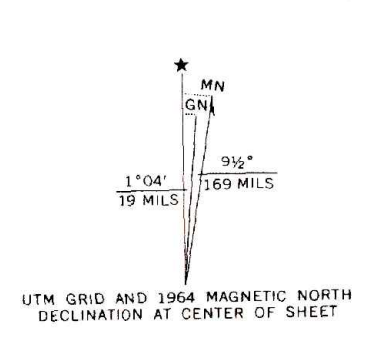 MN
GN
1°04′
19 MILS
9½°
169 MILS
UTM GRID AND 1964 MAGNETIC NORTH
DECLINATION AT CENTER OF SHEET